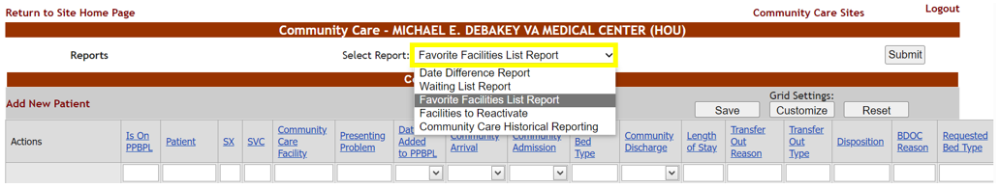 Return to Site Home Page Community Care Sites Logout
Community Care - MICHAEL E. DEBAKEY VA MEDICAL CENTER (HOU)
Reports Select Report: Favorite Facilities List Report Submit
Date Difference Report
Waiting List Report
Favorite Facilities List Report
Facilities to Reactivate
Community Care Historical Reporting
Add New Patient
Grid Settings:
Save Customize Reset
Actions
Is On
PPBPL
Patient
SX
SVC
Community
Care
Facility
Presenting
Problem
Added
to PPBPL
Community
Arrival
Community
Admission
Bed
Type
Community
Discharge
Length
of Stay
Transfer
Out
Reason
Transfer
Out
Type
Disposition
BDOC
Reason
Requested
Bed Type